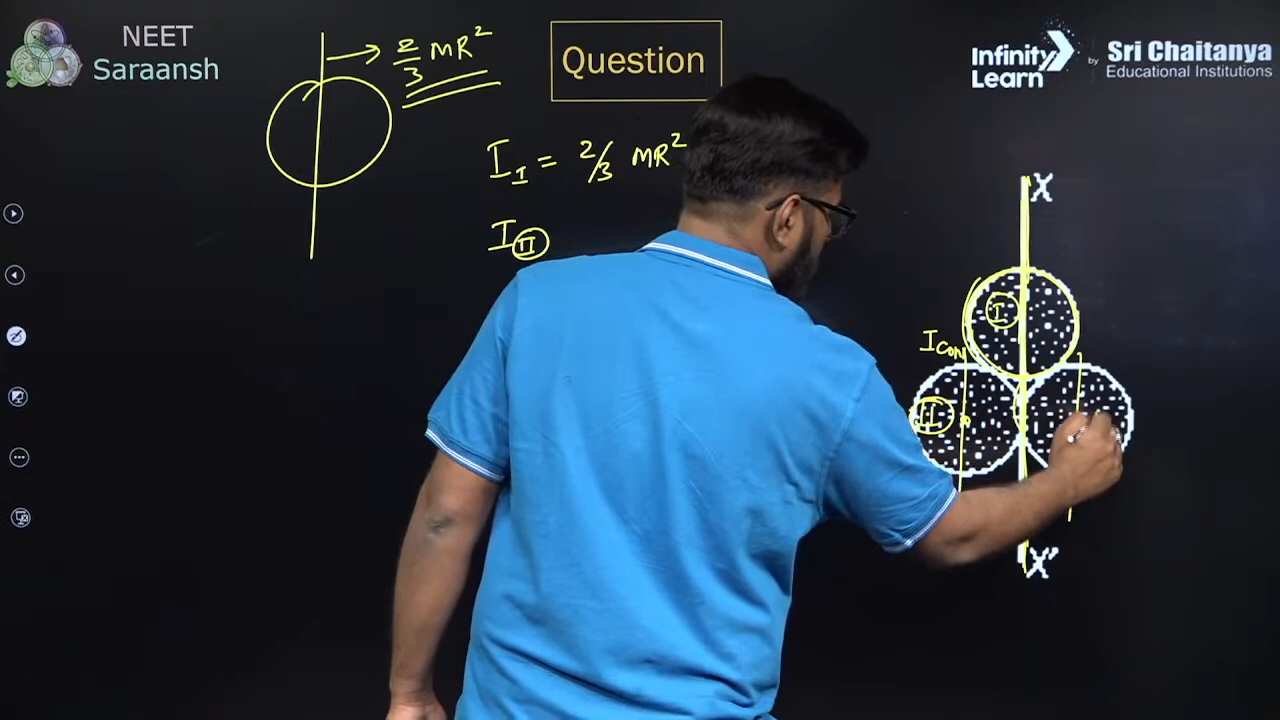 NEET
Saraansh
Question
Infinity
Learn
by
Sri Chaitanya
Educational Institutions
2/3 MR²
I_I = 2/3 MR²
I_II
X
I
I_COM
II
X'